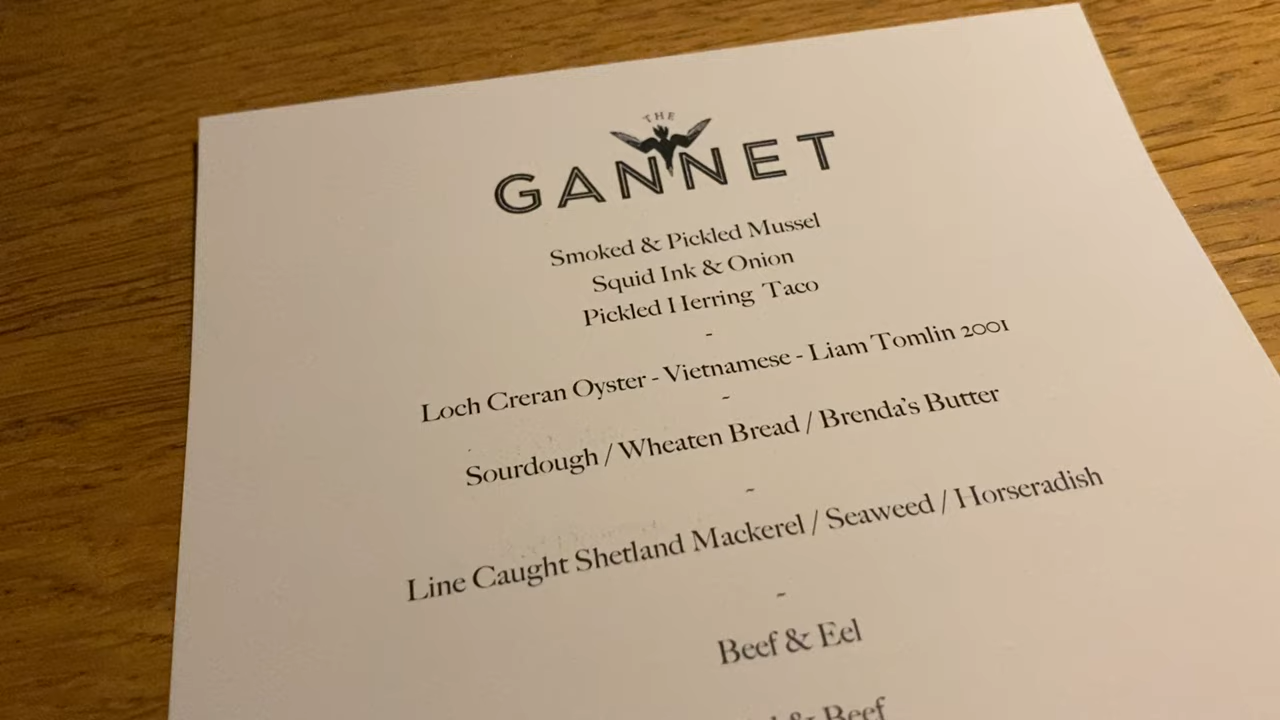 THE
GANNET
Smoked & Pickled Mussel
Squid Ink & Onion
Pickled Herring Taco
-
Loch Creran Oyster - Vietnamese - Liam Tomlin 2001
~
Sourdough / Wheaten Bread / Brenda's Butter
~
Line Caught Shetland Mackerel / Seaweed / Horseradish
~
Beef & Eel
& Beef